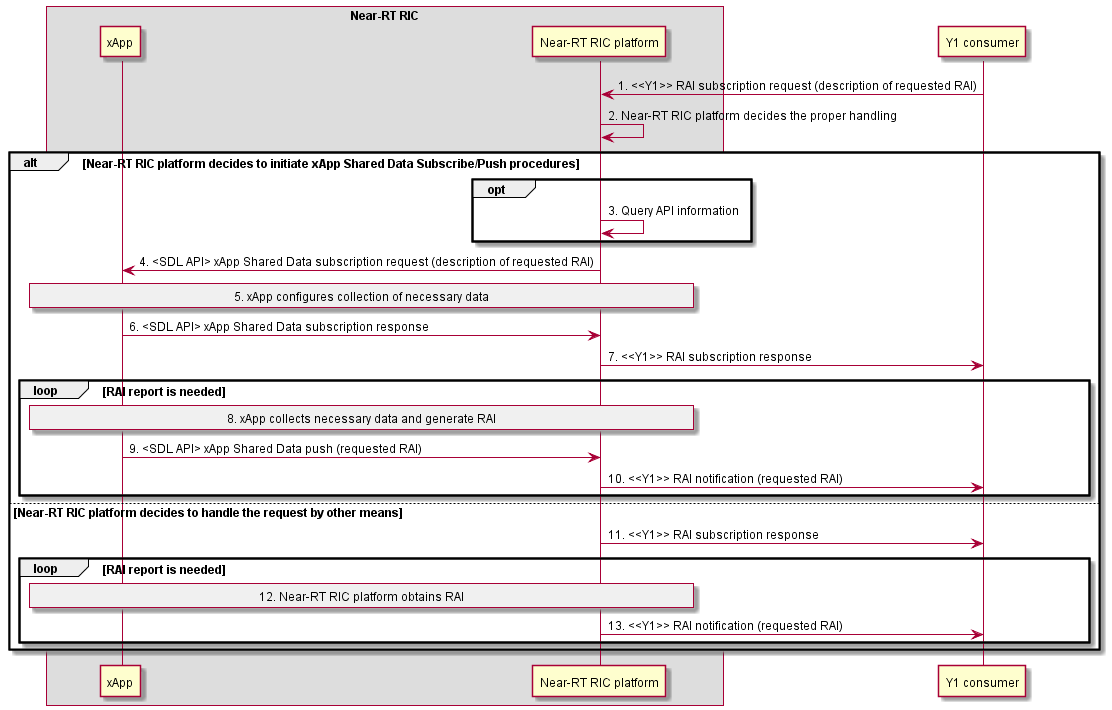 Near-RT RIC
xApp
Near-RT RIC platform
Y1 consumer
1. <<Y1>> RAI subscription request (description of requested RAI)
2. Near-RT RIC platform decides the proper handling
alt
[Near-RT RIC platform decides to initiate xApp Shared Data Subscribe/Push procedures]
opt
3. Query API information
4. <SDL API> xApp Shared Data subscription request (description of requested RAI)
5. xApp configures collection of necessary data
6. <SDL API> xApp Shared Data subscription response
7. <<Y1>> RAI subscription response
loop
[RAI report is needed]
8. xApp collects necessary data and generate RAI
9. <SDL API> xApp Shared Data push (requested RAI)
10. <<Y1>> RAI notification (requested RAI)
[Near-RT RIC platform decides to handle the request by other means]
11. <<Y1>> RAI subscription response
loop
[RAI report is needed]
12. Near-RT RIC platform obtains RAI
13. <<Y1>> RAI notification (requested RAI)
xApp
Near-RT RIC platform
Y1 consumer